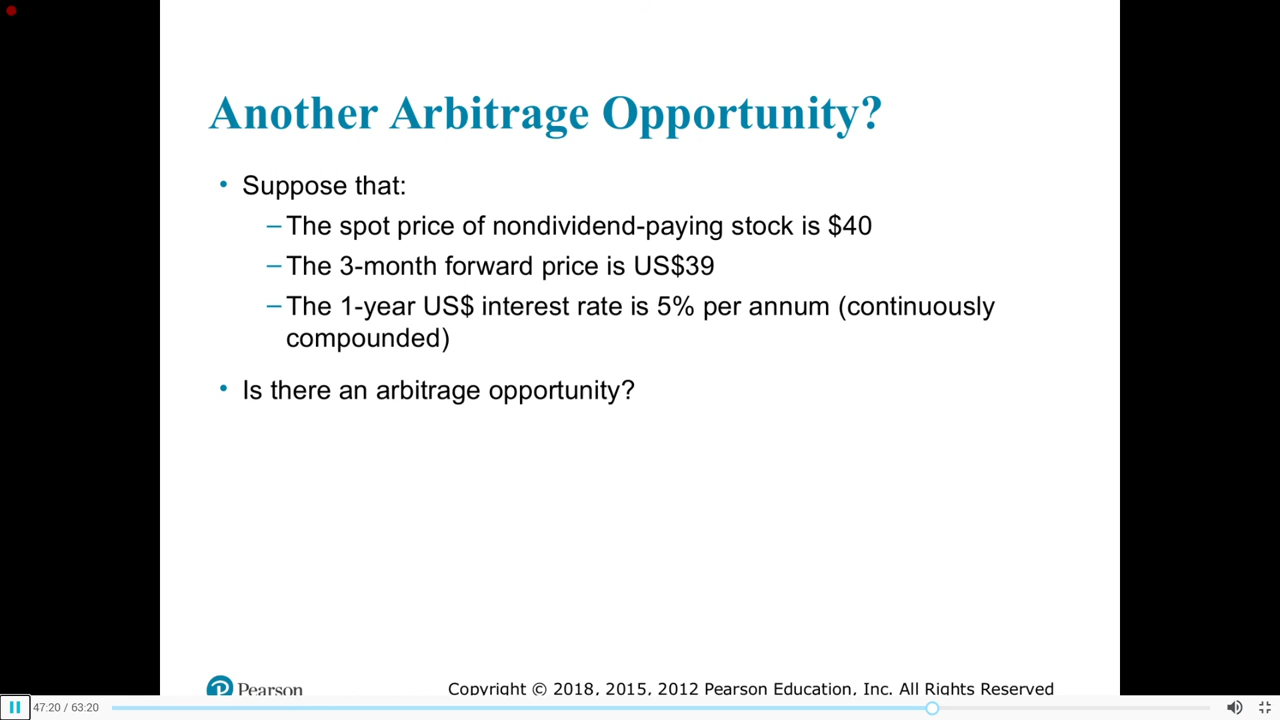 Another Arbitrage Opportunity?
• Suppose that:
– The spot price of nondividend-paying stock is $40
– The 3-month forward price is US$39
– The 1-year US$ interest rate is 5% per annum (continuously
compounded)
• Is there an arbitrage opportunity?
Pearson
Copyright © 2018, 2015, 2012 Pearson Education, Inc. All Rights Reserved
47:20 / 63:20